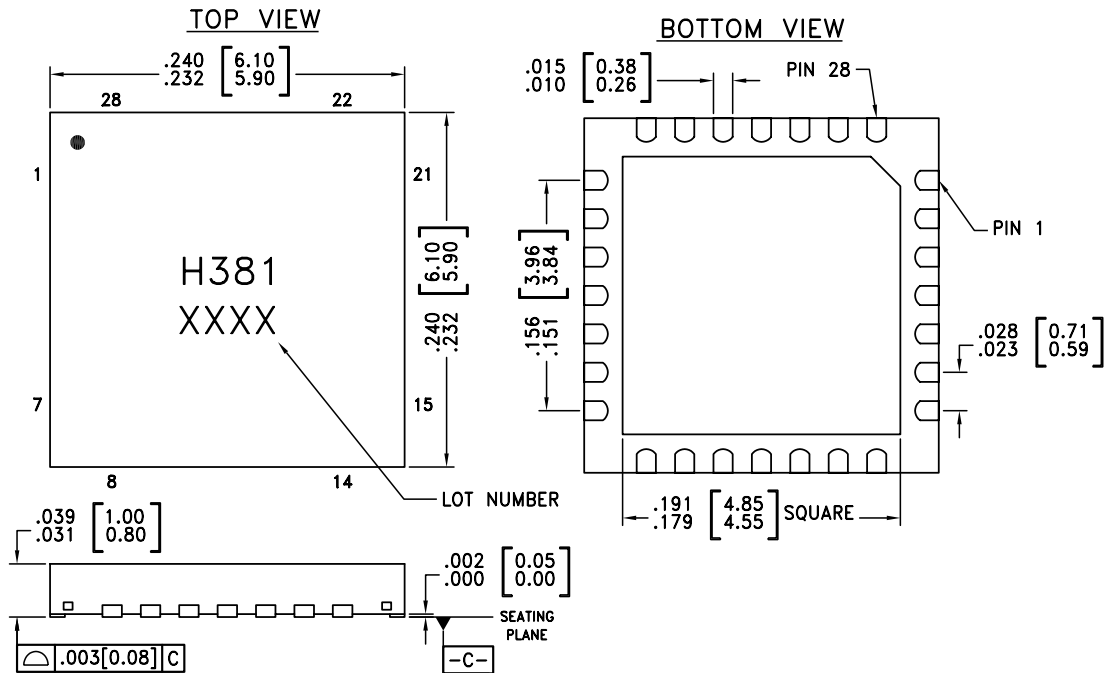 TOP VIEW
.240 [6.10]
.232 [5.90]
28 22
1 21
H381
XXXX
7 15
8 14
.240 [6.10]
.232 [5.90]
LOT NUMBER
BOTTOM VIEW
.015 [0.38]
.010 [0.26]
PIN 28
PIN 1
.156 [3.96]
.151 [3.84]
.028 [0.71]
.023 [0.59]
.191 [4.85]
.179 [4.55]
SQUARE
.039 [1.00]
.031 [0.80]
.002 [0.05]
.000 [0.00]
SEATING
PLANE
.003[0.08] C
-C-